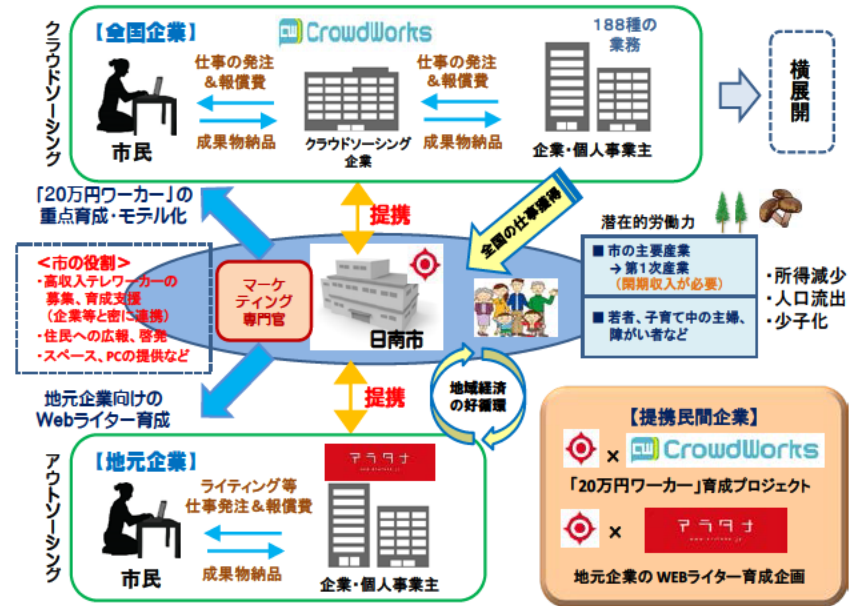 クラウドソーシング
【全国企業】
CrowdWorks
188種の
業務
仕事の発注
&報償費
仕事の発注
&報償費
成果物納品
成果物納品
市民
クラウドソーシング
企業
企業・個人事業主
横展開
「20万円ワーカー」の
重点育成・モデル化
提携
全国の仕事獲得
潜在的労働力
<市の役割>
・高収入テレワーカーの
募集、育成支援
(企業等と密に連携)
・住民への広報、啓発
・スペース、PCの提供など
マーケ
ティング
専門官
日南市
■ 市の主要産業
→ 第1次産業
(閑期収入が必要)
■ 若者、子育て中の主婦、
障がい者など
・所得減少
・人口流出
・少子化
地元企業向けの
Webライター育成
提携
地域経済
の好循環
アウトソーシング
【地元企業】
アラタナ
ライティング等
仕事発注&報償費
成果物納品
市民
企業・個人事業主
【提携民間企業】
× CrowdWorks
「20万円ワーカー」育成プロジェクト
× アラタナ
地元企業の WEBライター育成企画